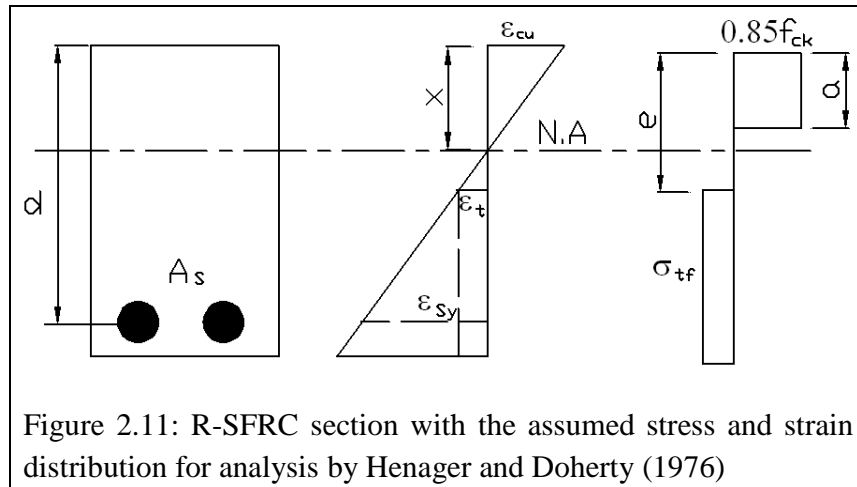 ε_cu
0.85f_ck
x
a
e
N.A
d
ε_t
A_s
σ_tf
ε_Sy
Figure 2.11: R-SFRC section with the assumed stress and strain
distribution for analysis by Henager and Doherty (1976)